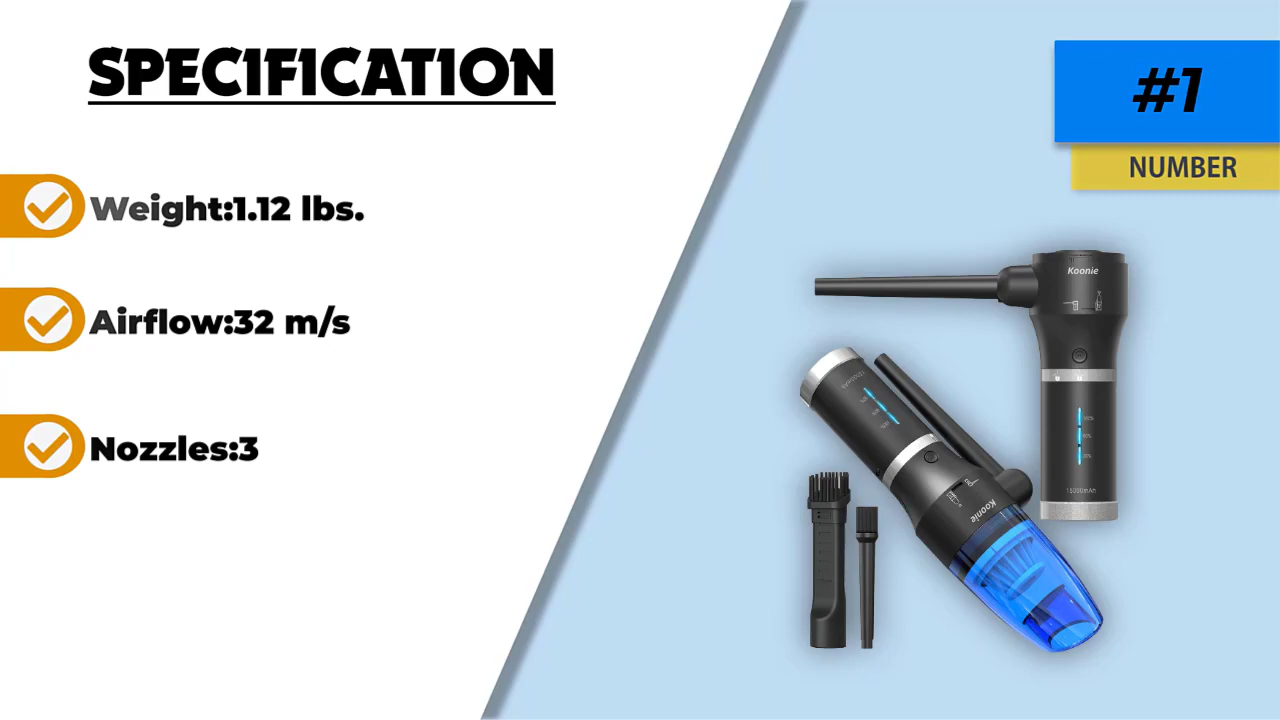 SPECIFICATION
#1
NUMBER
Weight:1.12 lbs.
Airflow:32 m/s
Nozzles:3
Koonie
Koonie